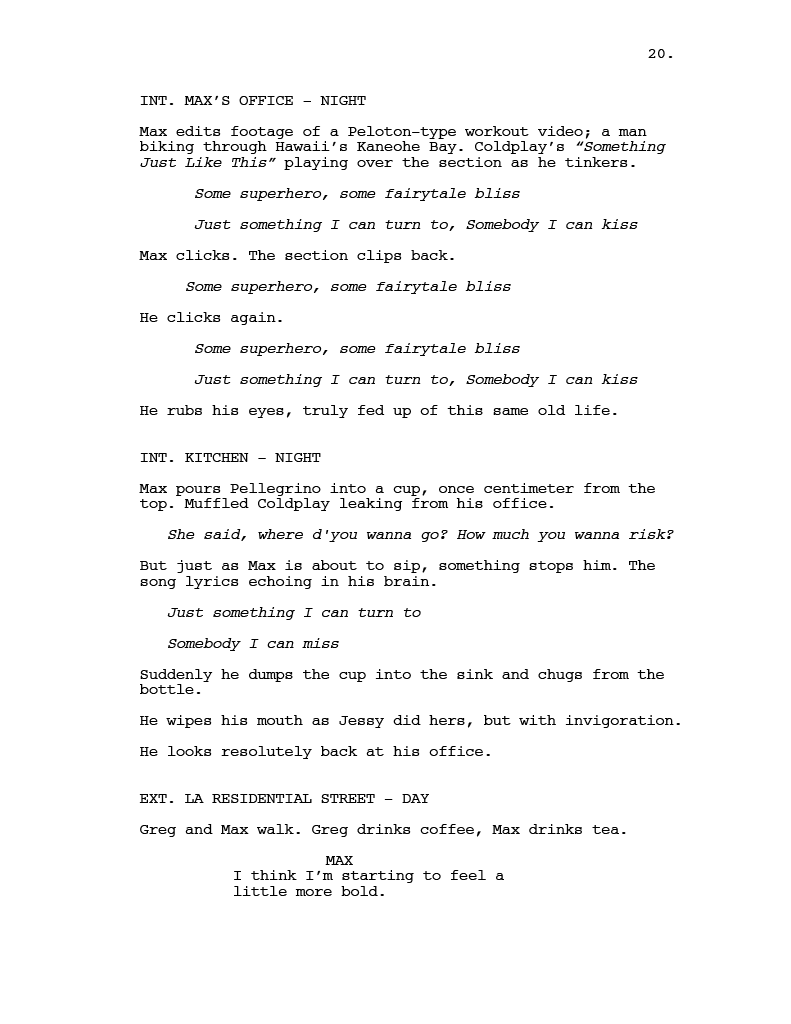 20.
INT. MAX’S OFFICE – NIGHT
Max edits footage of a Peloton-type workout video; a man
biking through Hawaii’s Kaneohe Bay. Coldplay’s “Something
Just Like This” playing over the section as he tinkers.
Some superhero, some fairytale bliss
Just something I can turn to, Somebody I can kiss
Max clicks. The section clips back.
Some superhero, some fairytale bliss
He clicks again.
Some superhero, some fairytale bliss
Just something I can turn to, Somebody I can kiss
He rubs his eyes, truly fed up of this same old life.
INT. KITCHEN – NIGHT
Max pours Pellegrino into a cup, once centimeter from the
top. Muffled Coldplay leaking from his office.
She said, where d'you wanna go? How much you wanna risk?
But just as Max is about to sip, something stops him. The
song lyrics echoing in his brain.
Just something I can turn to
Somebody I can miss
Suddenly he dumps the cup into the sink and chugs from the
bottle.
He wipes his mouth as Jessy did hers, but with invigoration.
He looks resolutely back at his office.
EXT. LA RESIDENTIAL STREET – DAY
Greg and Max walk. Greg drinks coffee, Max drinks tea.
MAX
I think I’m starting to feel a
little more bold.